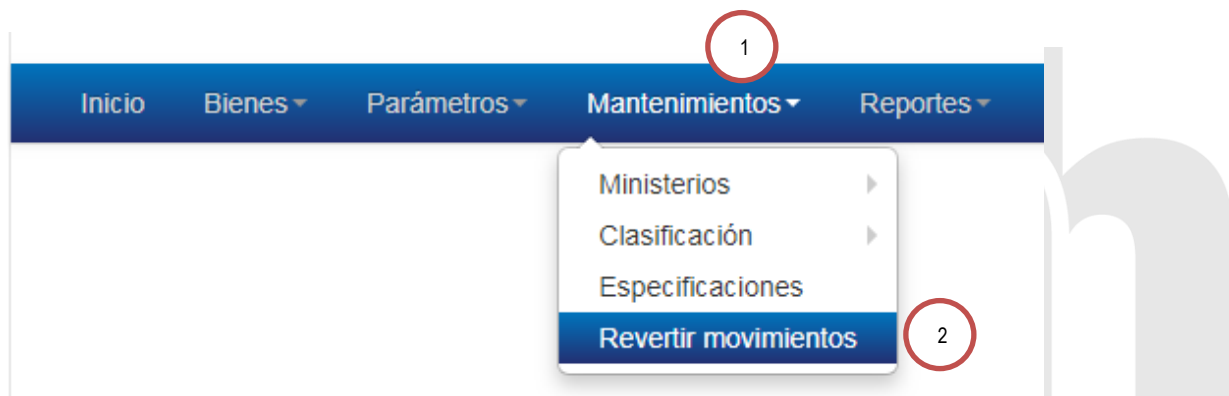 1
Inicio Bienes Parámetros Mantenimientos Reportes
Ministerios
Clasificación
Especificaciones
Revertir movimientos 2